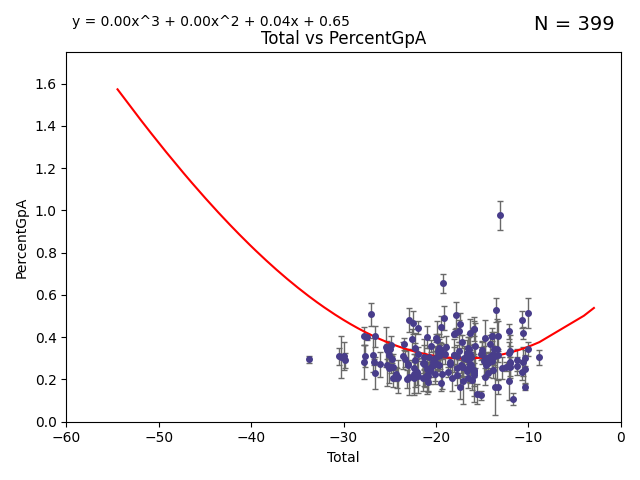 y = 0.00x^3 + 0.00x^2 + 0.04x + 0.65
N = 399
Total vs PercentGpA
1.6
1.4
1.2
1.0
0.8
0.6
0.4
0.2
0.0
PercentGpA
−60 −50 −40 −30 −20 −10 0
Total